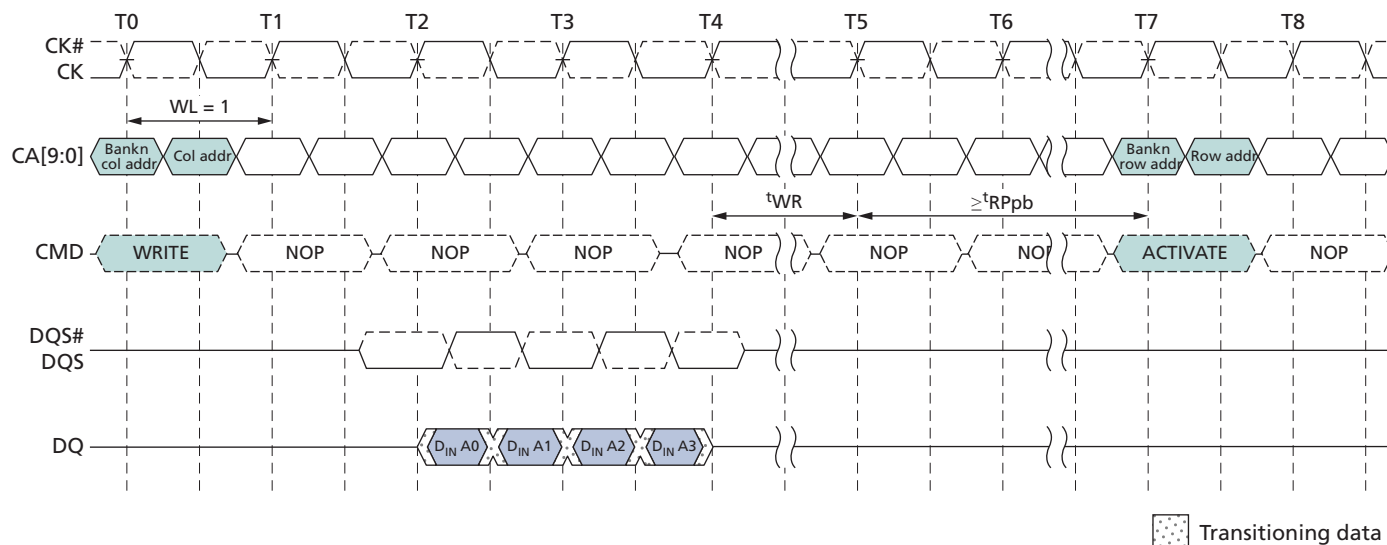 T0 T1 T2 T3 T4 T5 T6 T7 T8
CK#
CK
WL = 1
CA[9:0]
Bankn
col addr
Col addr
Bankn
row addr
Row addr
tWR
≥tRPpb
CMD
WRITE NOP NOP NOP NOP NOP NOP ACTIVATE NOP
DQS#
DQS
DQ
DIN A0 DIN A1 DIN A2 DIN A3
Transitioning data